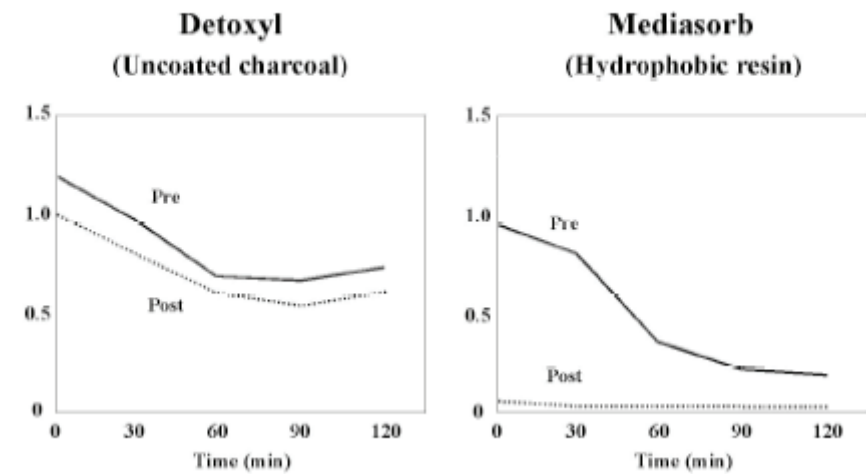 Detoxyl
(Uncoated charcoal)
1.5
1.0
0.5
0
Pre
Post
0 30 60 90 120
Time (min)
Mediasorb
(Hydrophobic resin)
1.5
1.0
0.5
0
Pre
Post
0 30 60 90 120
Time (min)